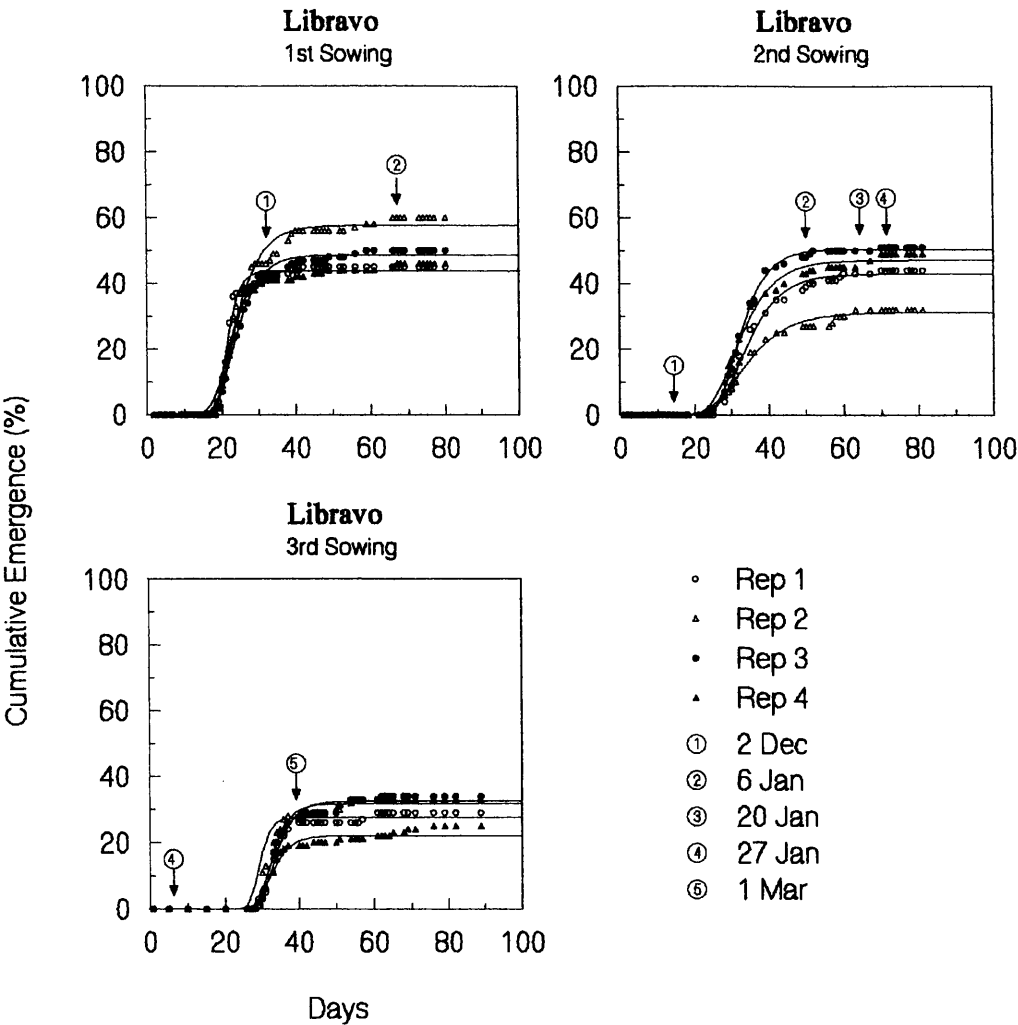 Libravo
1st Sowing
Libravo
2nd Sowing
100
80
60
40
20
0
0 20 40 60 80 100
① ②
100
80
60
40
20
0
0 20 40 60 80 100
① ② ③ ④
Libravo
3rd Sowing
100
80
60
40
20
0
0 20 40 60 80 100
④ ⑤
Cumulative Emergence (%)
Days
Rep 1
Rep 2
Rep 3
Rep 4
① 2 Dec
② 6 Jan
③ 20 Jan
④ 27 Jan
⑤ 1 Mar